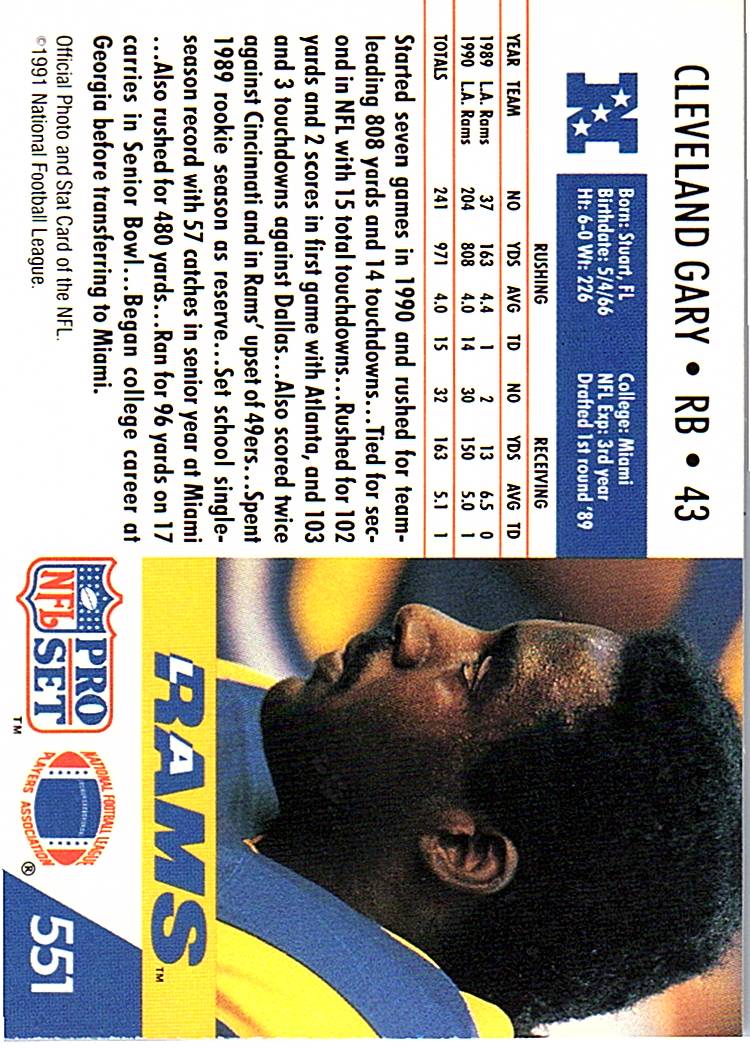 CLEVELAND GARY • RB • 43
Born: Stuart, FL College: Miami
Birthdate: 5/4/66 NFL Exp: 3rd year
Ht: 6-0 Wt: 226 Drafted 1st round '89
N
RUSHING RECEIVING
YEAR TEAM NO YDS AVG TD NO YDS AVG TD
1989 L.A. Rams 37 163 4.4 1 2 13 6.5 0
1990 L.A. Rams 204 808 4.0 14 30 150 5.0 1
TOTALS 241 971 4.0 15 32 163 5.1 1
Started seven games in 1990 and rushed for team-
leading 808 yards and 14 touchdowns...Tied for sec-
ond in NFL with 15 total touchdowns...Rushed for 102
yards and 2 scores in first game with Atlanta, and 103
and 3 touchdowns against Dallas...Also scored twice
against Cincinnati and in Rams' upset of 49ers...Spent
1989 rookie season as reserve...Set school single-
season record with 57 catches in senior year at Miami
...Also rushed for 480 yards...Ran for 96 yards on 17
carries in Senior Bowl...Began college career at
Georgia before transferring to Miami.
Official Photo and Stat Card of the NFL.
©1991 National Football League.
RAMS™
NFL PRO SET™
NATIONAL FOOTBALL LEAGUE
PLAYERS ASSOCIATION®
551